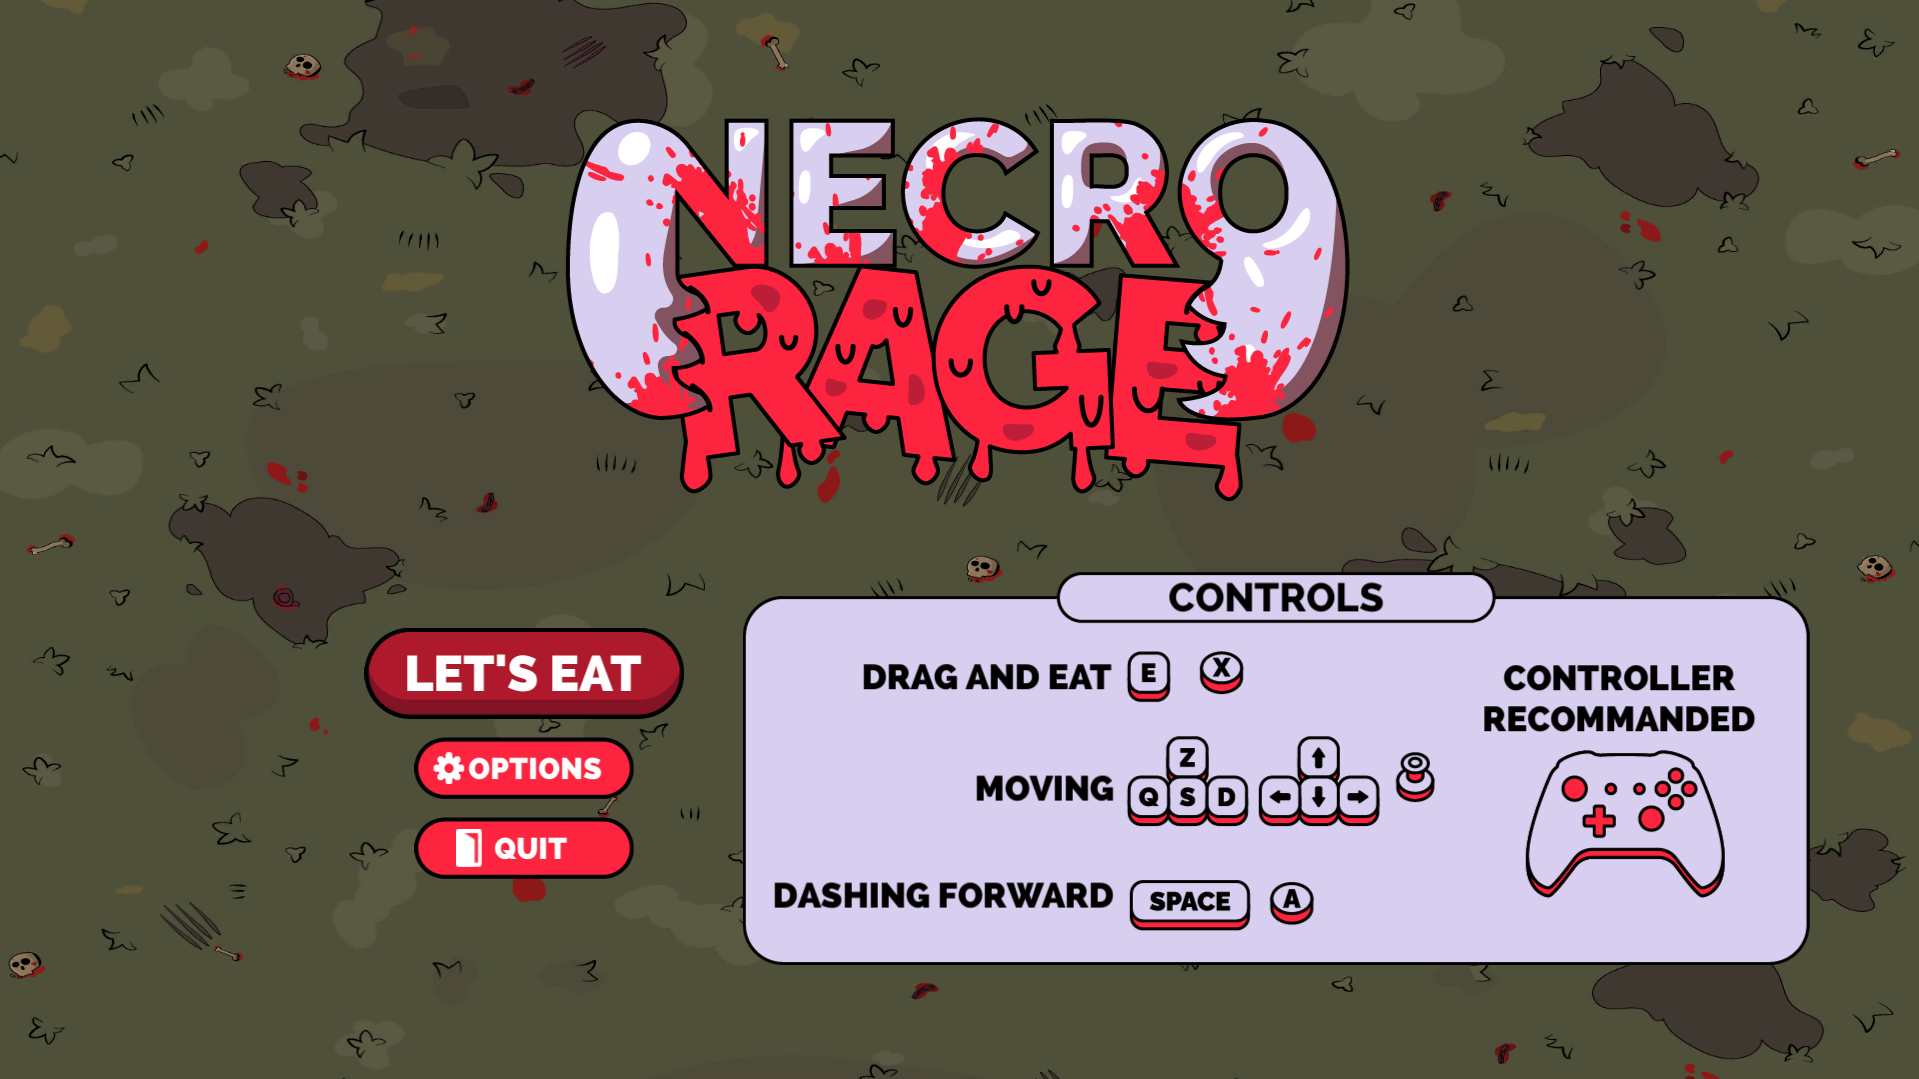 NECRO
RAGE
CONTROLS
LET'S EAT
OPTIONS
QUIT
DRAG AND EAT E X
MOVING Z
Q S D
DASHING FORWARD SPACE A
CONTROLLER
RECOMMANDED